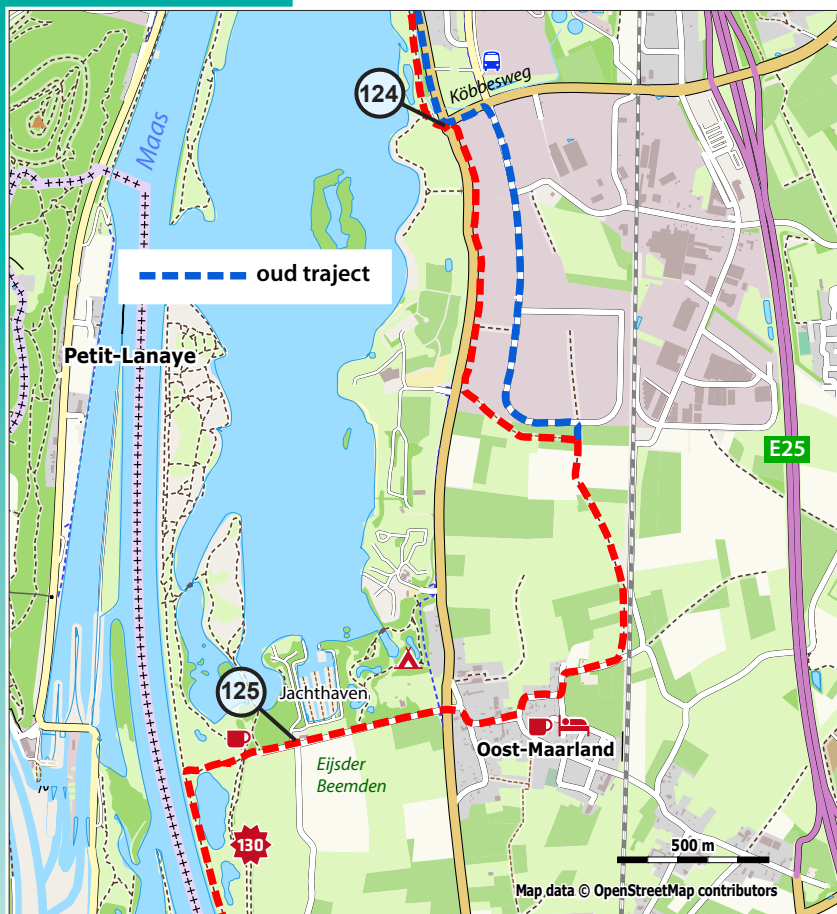 124
Köbbesweg
Maas
oud traject
Petit-Lanaye
E25
125
Jachthaven
Oost-Maarland
Eijsder
Beemden
130
500 m
Map data © OpenStreetMap contributors